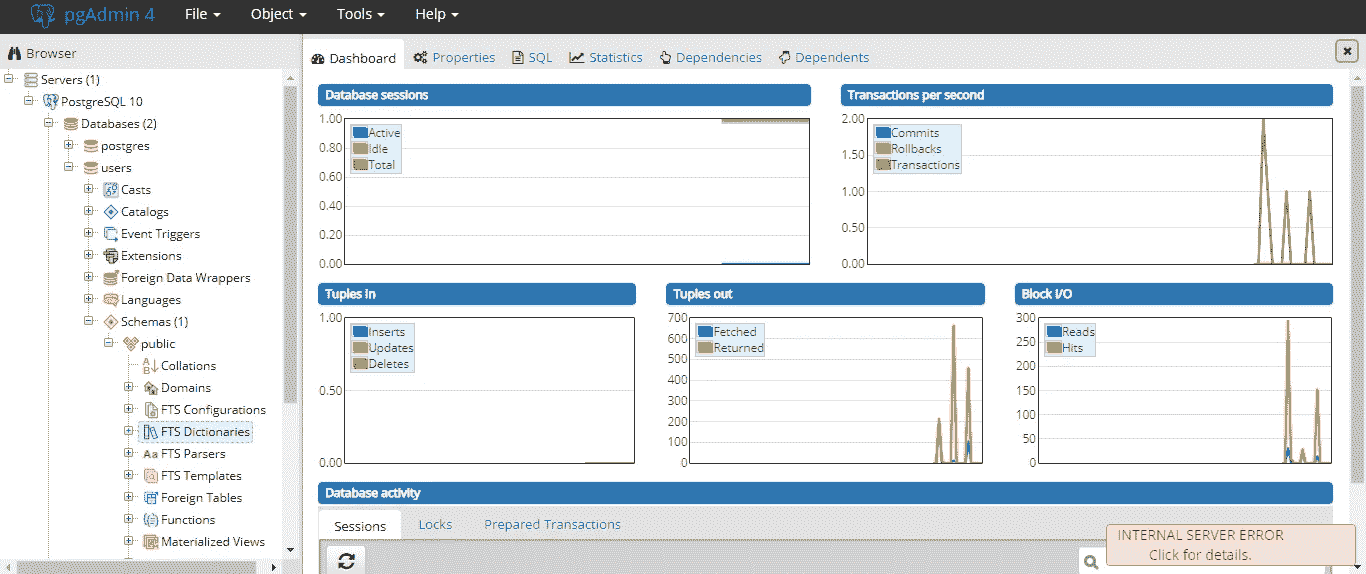 pgAdmin 4 File Object Tools Help
Browser
Servers (1)
PostgreSQL 10
Databases (2)
postgres
users
Casts
Catalogs
Event Triggers
Extensions
Foreign Data Wrappers
Languages
Schemas (1)
public
Collations
Domains
FTS Configurations
FTS Dictionaries
FTS Parsers
FTS Templates
Foreign Tables
Functions
Materialized Views
Dashboard Properties SQL Statistics Dependencies Dependents
Database sessions
1.00
0.80
0.60
0.40
0.20
0.00
Active
Idle
Total
Transactions per second
2.00
1.50
1.00
0.50
0.00
Commits
Rollbacks
Transactions
Tuples in
1.00
0.50
0.00
Inserts
Updates
Deletes
Tuples out
700
600
500
400
300
200
100
0
Fetched
Returned
Block I/O
300
250
200
150
100
50
0
Reads
Hits
Database activity
Sessions Locks Prepared Transactions
INTERNAL SERVER ERROR
Click for details.